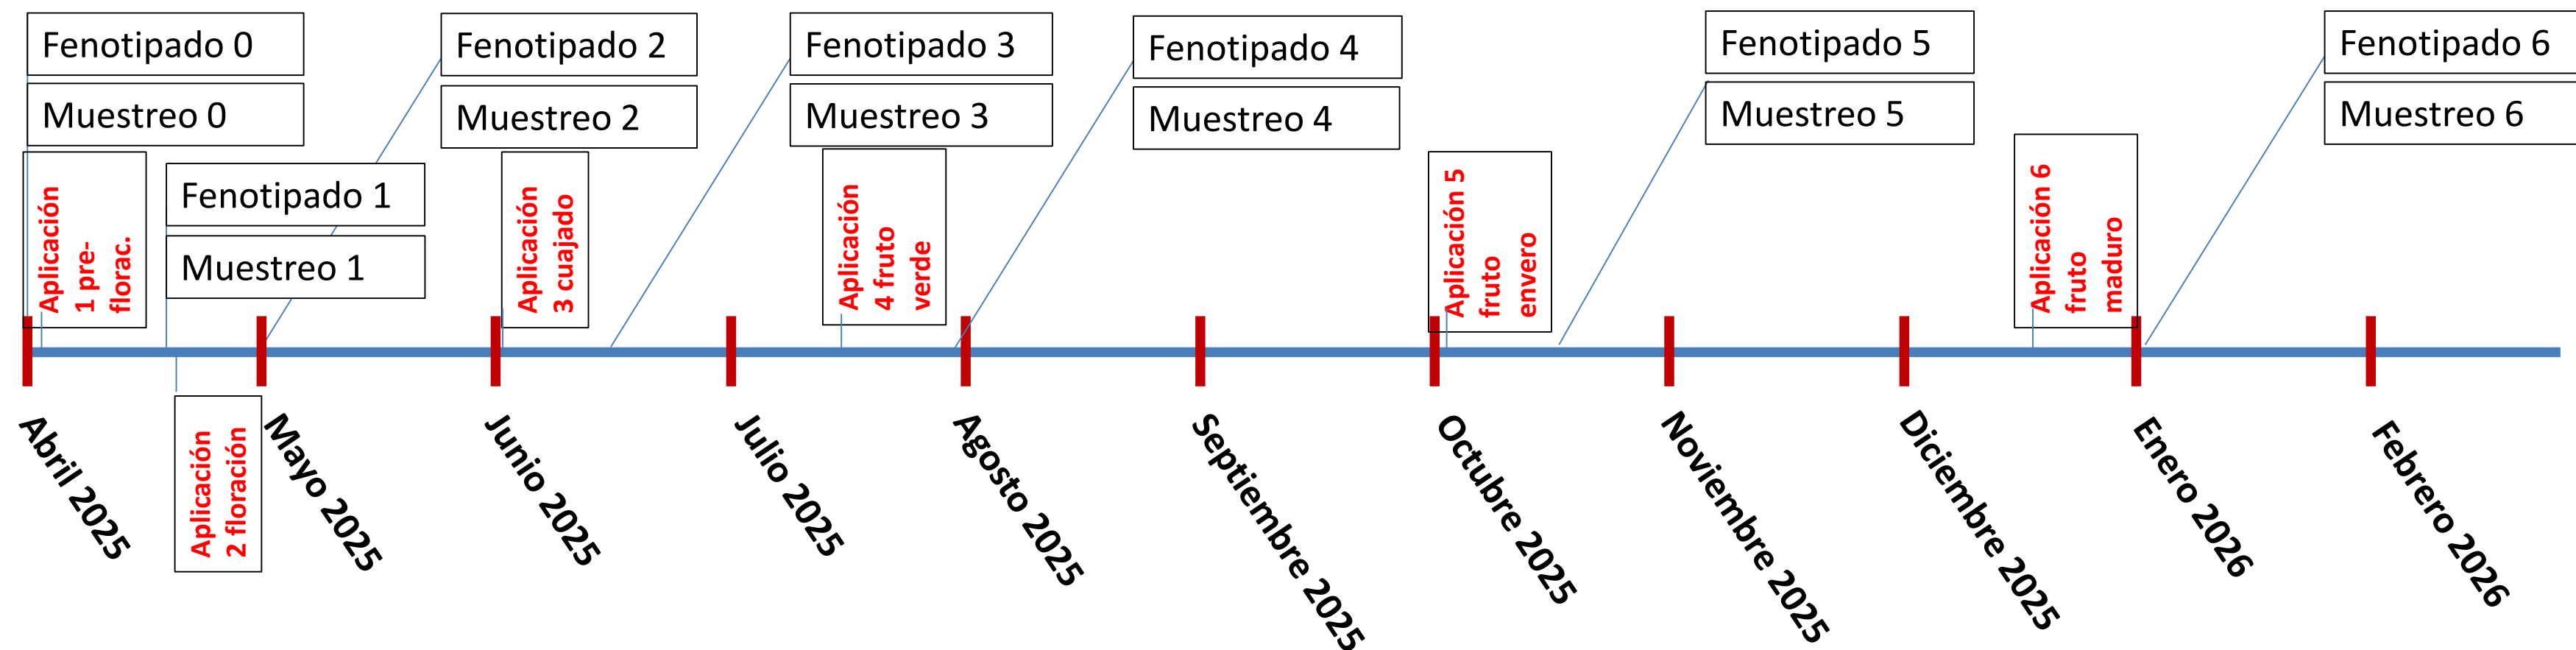 Fenotipado 0
Muestreo 0
Aplicación
1 pre-
florac.
Fenotipado 1
Muestreo 1
Aplicación
2 floración
Fenotipado 2
Muestreo 2
Aplicación
3 cuajado
Fenotipado 3
Muestreo 3
Aplicación
4 fruto
verde
Fenotipado 4
Muestreo 4
Aplicación 5
fruto
envero
Fenotipado 5
Muestreo 5
Aplicación 6
fruto
maduro
Fenotipado 6
Muestreo 6
Abril 2025
Mayo 2025
Junio 2025
Julio 2025
Agosto 2025
Septiembre 2025
Octubre 2025
Noviembre 2025
Diciembre 2025
Enero 2026
Febrero 2026